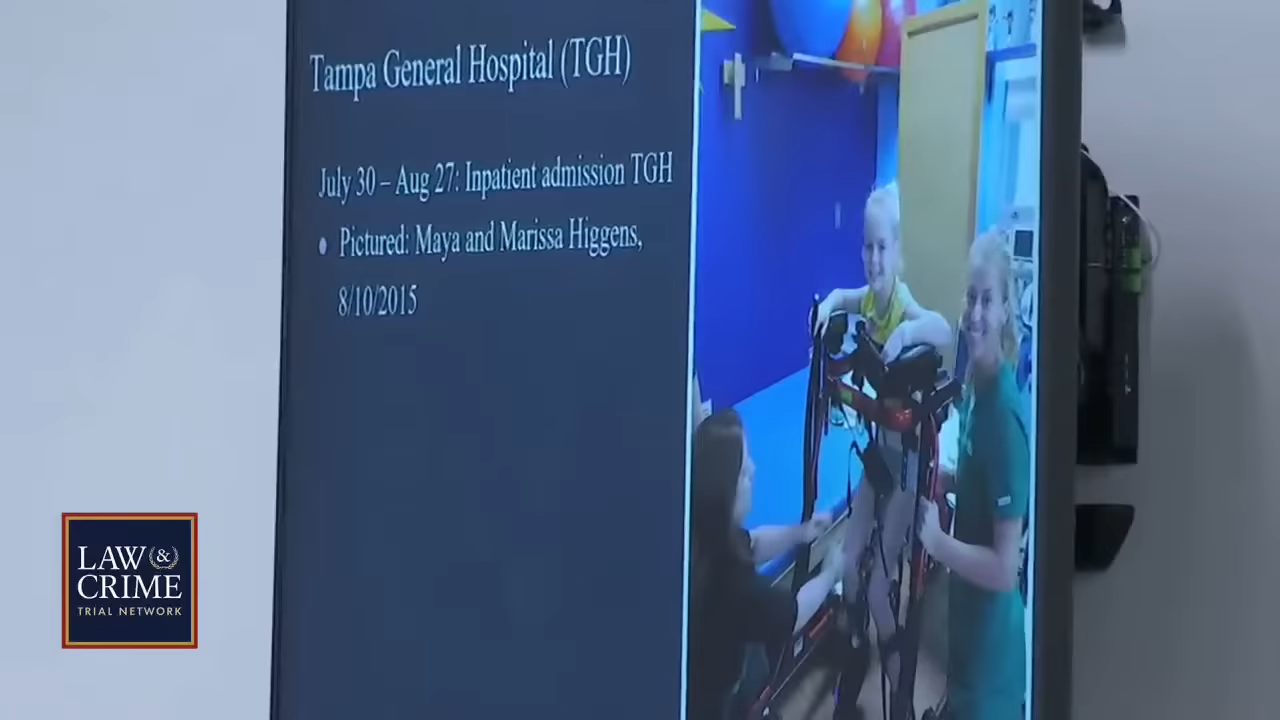 Tampa General Hospital (TGH)
July 30 – Aug 27: Inpatient admission TGH
• Pictured: Maya and Marissa Higgens,
8/10/2015
LAW &
CRIME
TRIAL NETWORK